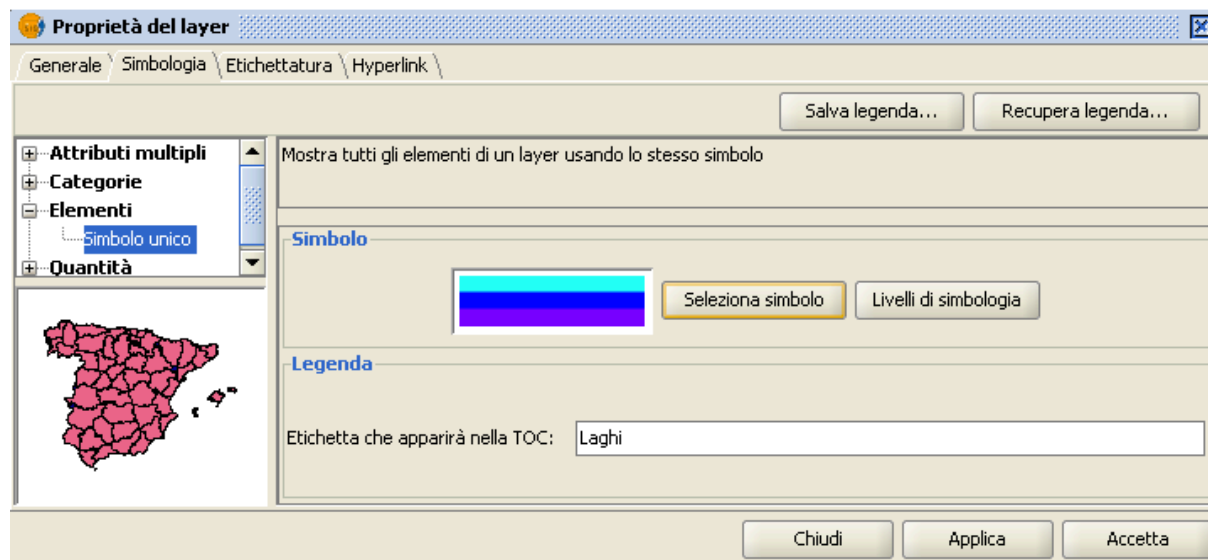 Proprietà del layer
Generale Simbologia Etichettatura Hyperlink
Salva legenda... Recupera legenda...
Attributi multipli
Categorie
Elementi
Simbolo unico
Quantità
Mostra tutti gli elementi di un layer usando lo stesso simbolo
Simbolo
Seleziona simbolo Livelli di simbologia
Legenda
Etichetta che apparirà nella TOC: Laghi
Chiudi Applica Accetta